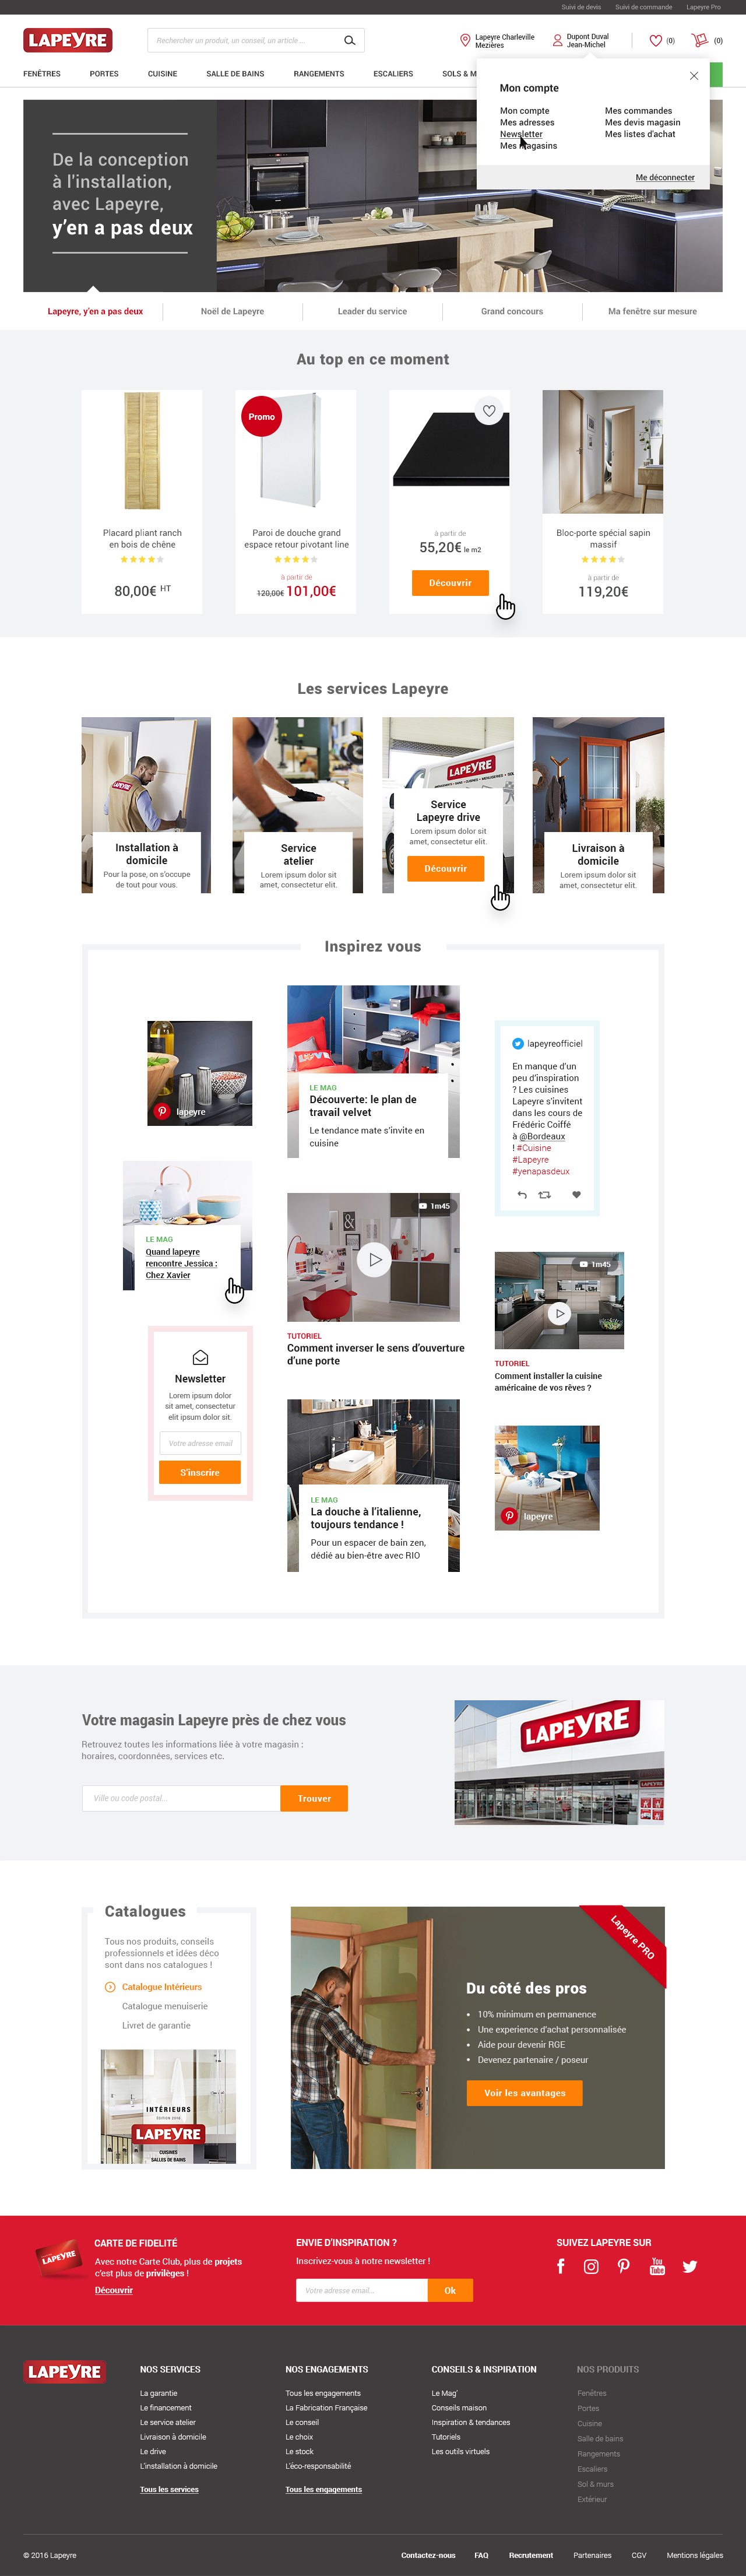 Suivi de devis
Suivi de commande
Lapeyre Pro
LAPEYRE
Rechercher un produit, un conseil, un article ...
Lapeyre Charleville
Mezières
Dupont Duval
Jean-Michel
(0)
(0)
FENÊTRES
PORTES
CUISINE
SALLE DE BAINS
RANGEMENTS
ESCALIERS
SOLS & M
Mon compte
Mon compte
Mes adresses
Newsletter
Mes magasins
Mes commandes
Mes devis magasin
Mes listes d'achat
Me déconnecter
De la conception
à l'installation,
avec Lapeyre,
y'en a pas deux
Lapeyre, y'en a pas deux
Noël de Lapeyre
Leader du service
Grand concours
Ma fenêtre sur mesure
Au top en ce moment
Placard pliant ranch
en bois de chêne
80,00€ HT
Promo
Paroi de douche grand
espace retour pivotant line
à partir de
120,00€ 101,00€
à partir de
55,20€ le m2
Découvrir
Bloc-porte spécial sapin
massif
à partir de
119,20€
Les services Lapeyre
LAPEYRE
Installation à
domicile
Pour la pose, on s'occupe
de tout pour vous.
Service
atelier
Lorem ipsum dolor sit
amet, consectetur elit.
LAPEYRE
Service
Lapeyre drive
Lorem ipsum dolor sit
amet, consectetur elit.
Découvrir
Livraison à
domicile
Lorem ipsum dolor sit
amet, consectetur elit.
Inspirez vous
lapeyre
LE MAG
Quand lapeyre
rencontre Jessica :
Chez Xavier
Newsletter
Lorem ipsum dolor
sit amet, consectetur
elit ipsum dolor sit.
Votre adresse email
S'inscrire
LE MAG
Découverte: le plan de
travail velvet
Le tendance mate s'invite en
cuisine
1m45
&
TUTORIEL
Comment inverser le sens d'ouverture
d'une porte
LE MAG
La douche à l'italienne,
toujours tendance !
Pour un espacer de bain zen,
dédié au bien-être avec RIO
lapeyreofficiel
En manque d'un
peu d'inspiration
? Les cuisines
Lapeyre s'invitent
dans les cours de
Frédéric Coiffé
à @Bordeaux
! #Cuisine
#Lapeyre
#yenapasdeux
1m45
TUTORIEL
Comment installer la cuisine
américaine de vos rêves ?
lapeyre
Votre magasin Lapeyre près de chez vous
Retrouvez toutes les informations liée à votre magasin :
horaires, coordonnées, services etc.
Ville ou code postal...
Trouver
LAPEYRE
LAPEYRE
Catalogues
Tous nos produits, conseils
professionnels et idées déco
sont dans nos catalogues !
Catalogue Intérieurs
Catalogue menuiserie
Livret de garantie
INTÉRIEURS
ÉDITION 2016
LAPEYRE
CUISINES
SALLES DE BAINS
Lapeyre PRO
Du côté des pros
• 10% minimum en permanence
• Une experience d'achat personnalisée
• Aide pour devenir RGE
• Devenez partenaire / poseur
Voir les avantages
LAPEYRE
CARTE DE FIDELITÉ
Avec notre Carte Club, plus de projets
c'est plus de privilèges !
Découvrir
ENVIE D'INSPIRATION ?
Inscrivez-vous à notre newsletter !
Votre adresse email...
Ok
SUIVEZ LAPEYRE SUR
You
Tube
LAPEYRE
NOS SERVICES
La garantie
Le financement
Le service atelier
Livraison à domicile
Le drive
L'installation à domicile
Tous les services
NOS ENGAGEMENTS
Tous les engagements
La Fabrication Française
Le conseil
Le choix
Le stock
L'éco-responsabilité
Tous les engagements
CONSEILS & INSPIRATION
Le Mag'
Conseils maison
Inspiration & tendances
Tutoriels
Les outils virtuels
NOS PRODUITS
Fenêtres
Portes
Cuisine
Salle de bains
Rangements
Escaliers
Sol & murs
Extérieur
© 2016 Lapeyre
Contactez-nous
FAQ
Recrutement
Partenaires
CGV
Mentions légales